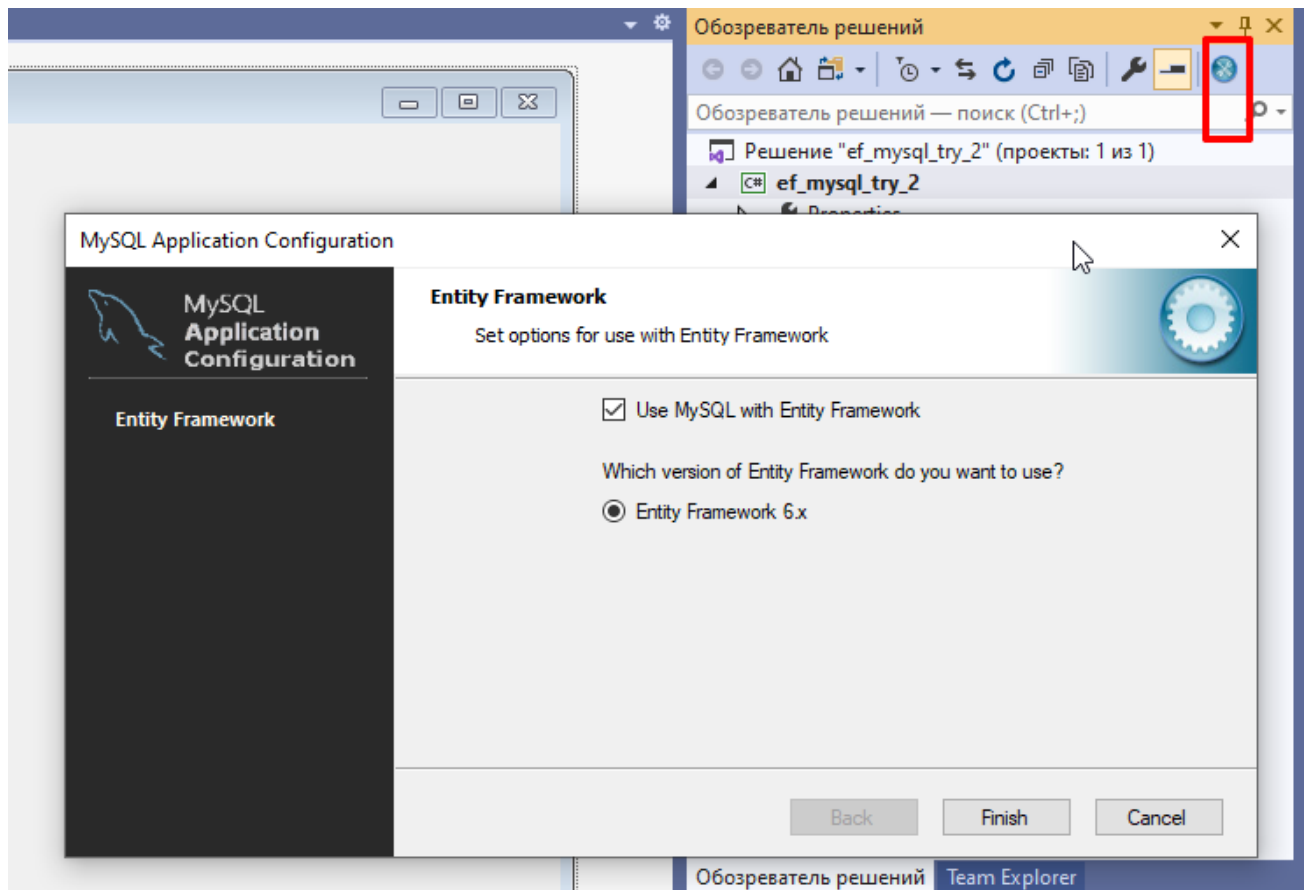 Обозреватель решений
Обозреватель решений — поиск (Ctrl+;)
Решение "ef_mysql_try_2" (проекты: 1 из 1)
C# ef_mysql_try_2
Properties
MySQL Application Configuration
MySQL
Application
Configuration
Entity Framework
Entity Framework
Set options for use with Entity Framework
Use MySQL with Entity Framework
Which version of Entity Framework do you want to use?
Entity Framework 6.x
Back
Finish
Cancel
Обозреватель решений
Team Explorer